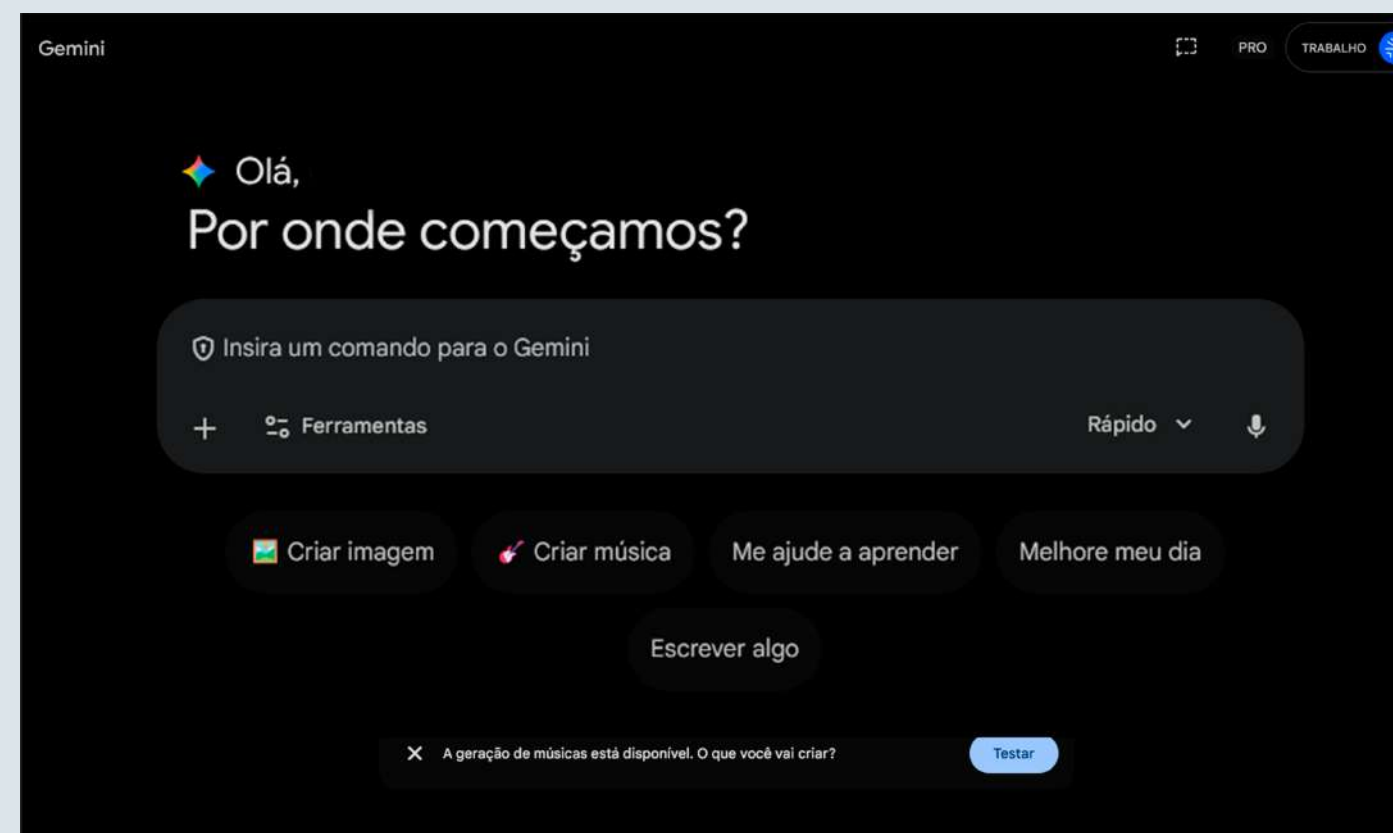 Gemini
PRO
TRABALHO
Olá,
Por onde começamos?
Insira um comando para o Gemini
Ferramentas
Rápido
Criar imagem
Criar música
Me ajude a aprender
Melhore meu dia
Escrever algo
A geração de músicas está disponível. O que você vai criar?
Testar